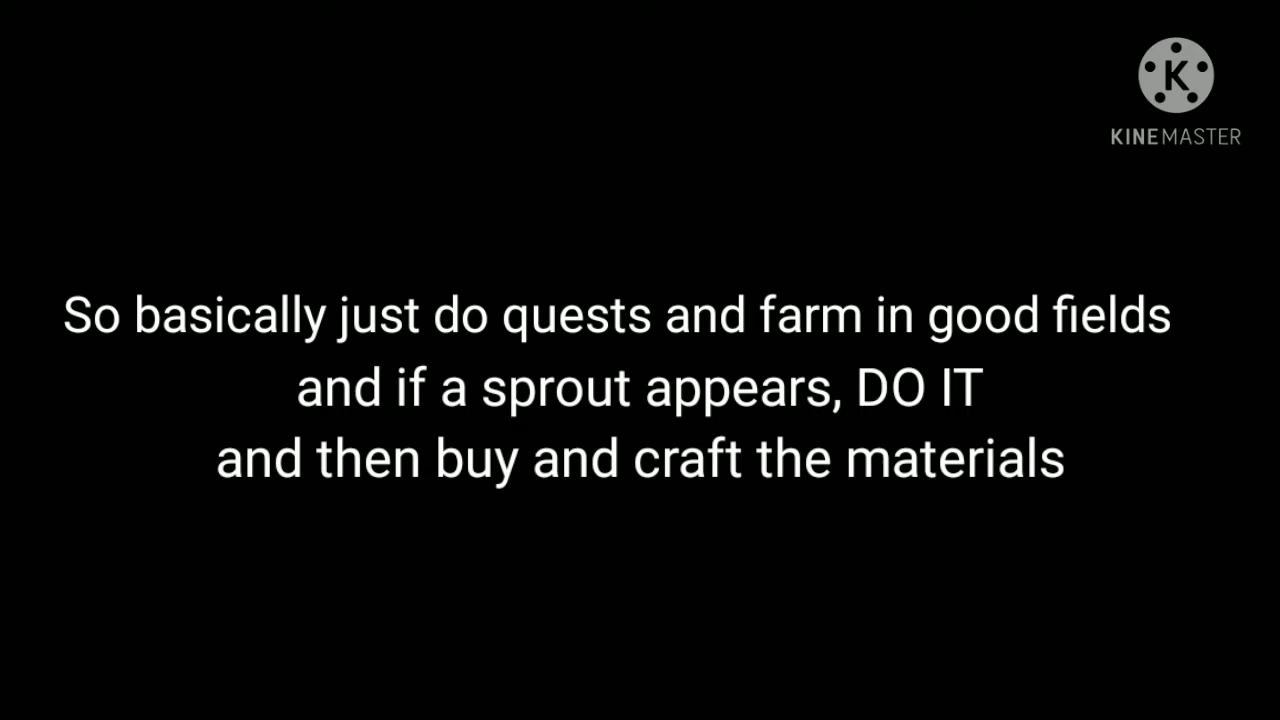 K
KINEMASTER
So basically just do quests and farm in good fields
and if a sprout appears, DO IT
and then buy and craft the materials